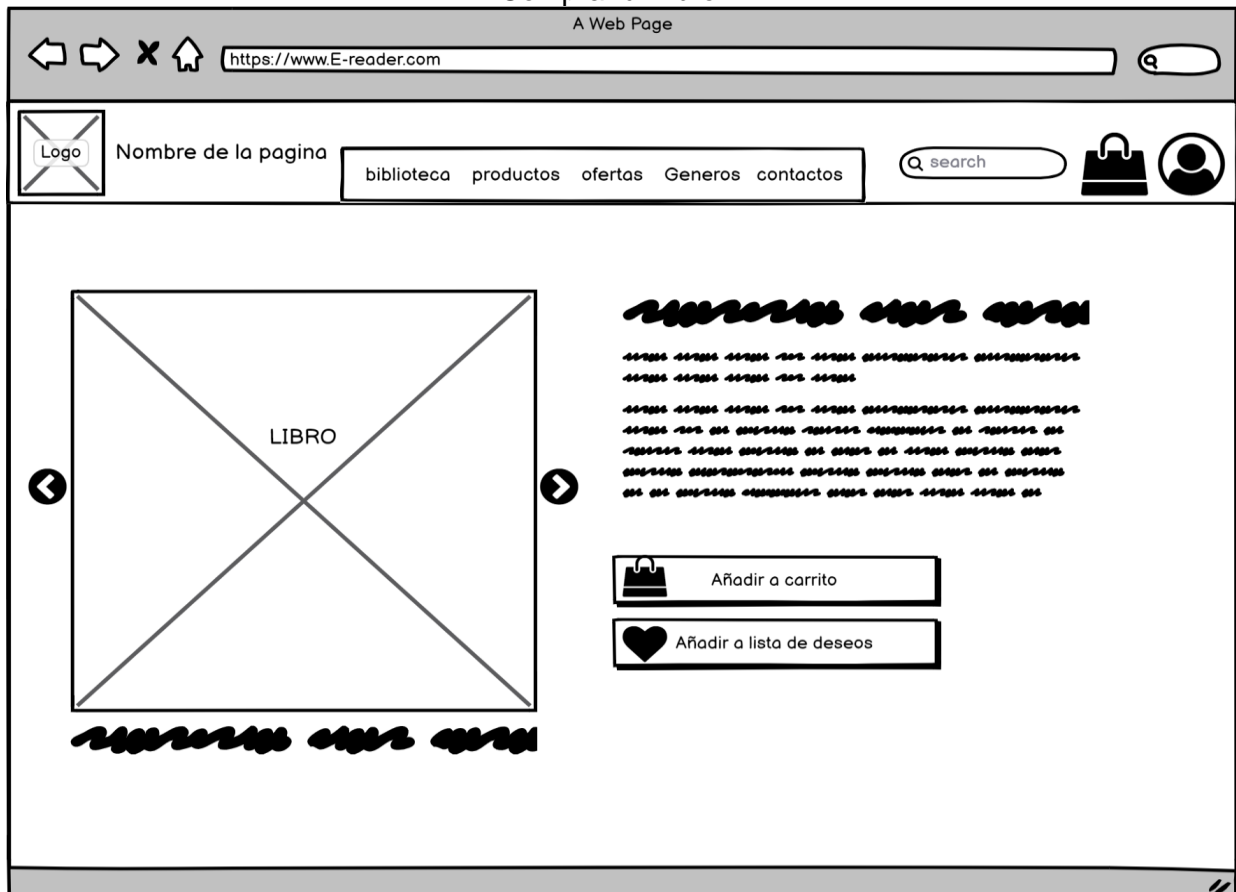 A Web Page
https://www.E-reader.com
Logo
Nombre de la pagina
biblioteca productos ofertas Generos contactos
search
LIBRO
Añadir a carrito
Añadir a lista de deseos